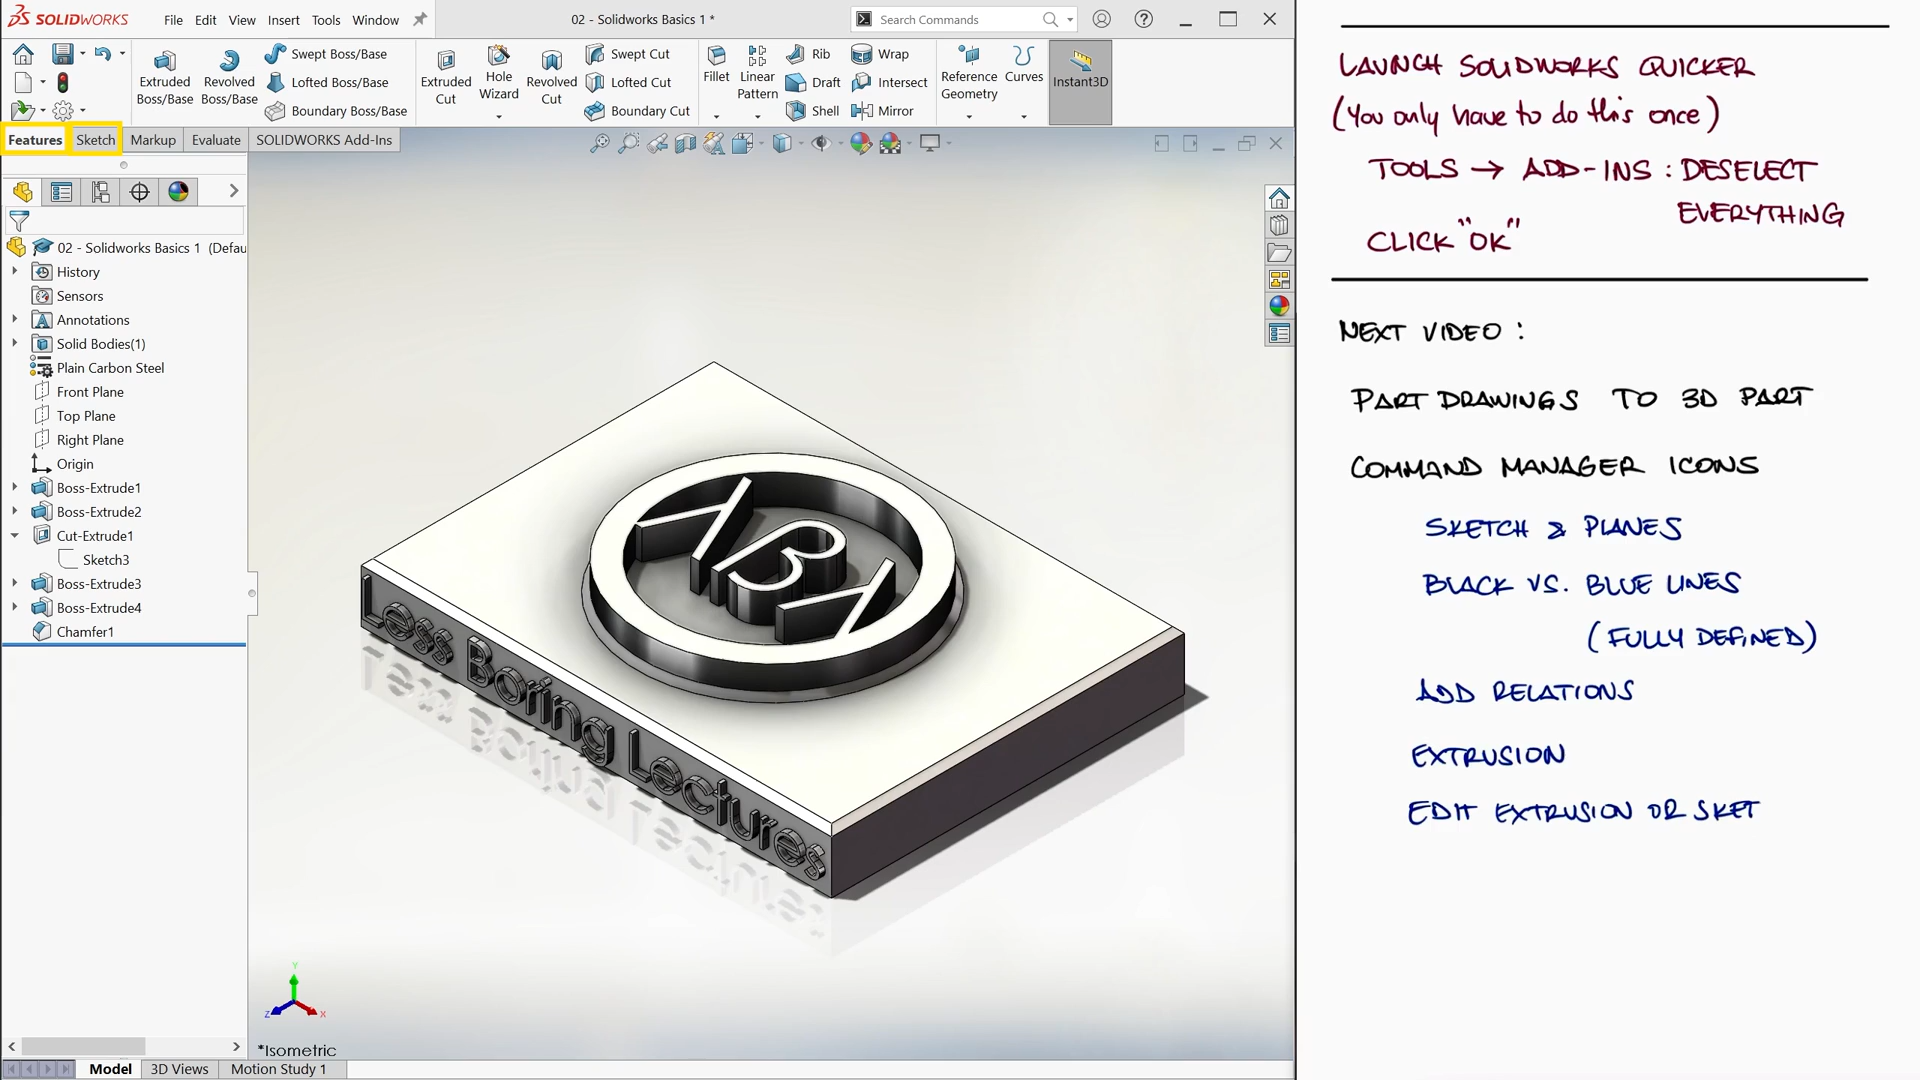 SOLIDWORKS File Edit View Insert Tools Window 02 - Solidworks Basics 1 * Search Commands
Extruded Boss/Base
Revolved Boss/Base
Swept Boss/Base
Lofted Boss/Base
Boundary Boss/Base
Extruded Cut
Hole Wizard
Revolved Cut
Swept Cut
Lofted Cut
Boundary Cut
Fillet
Linear Pattern
Rib
Draft
Shell
Wrap
Intersect
Mirror
Reference Geometry
Curves
Instant3D
Features Sketch Markup Evaluate SOLIDWORKS Add-Ins
02 - Solidworks Basics 1 (Defau
History
Sensors
Annotations
Solid Bodies(1)
Plain Carbon Steel
Front Plane
Top Plane
Right Plane
Origin
Boss-Extrude1
Boss-Extrude2
Cut-Extrude1
Sketch3
Boss-Extrude3
Boss-Extrude4
Chamfer1
Less Boring Lectures
Y
Z
X
*Isometric
Model 3D Views Motion Study 1
LAUNCH SOLIDWORKS QUICKER
(You only have to do this once)
TOOLS → ADD-INS : DESELECT
EVERYTHING
CLICK "OK"
NEXT VIDEO :
PART DRAWINGS TO 3D PART
COMMAND MANAGER ICONS
SKETCH & PLANES
BLACK VS. BLUE LINES
(FULLY DEFINED)
ADD RELATIONS
EXTRUSION
EDIT EXTRUSION OR SKET